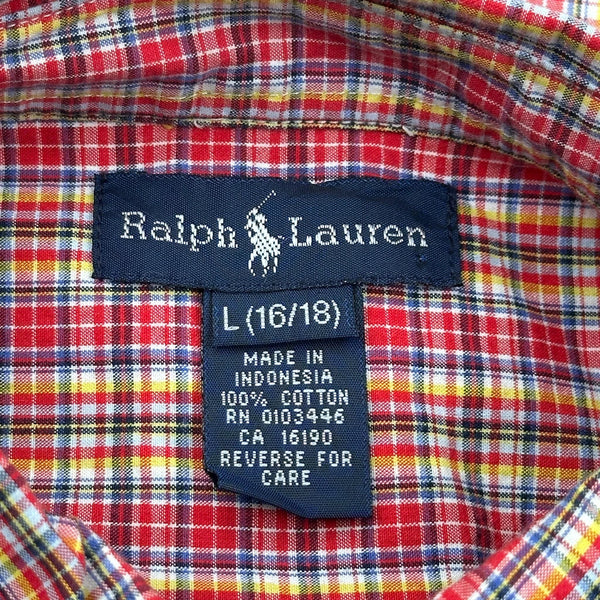 Ralph Lauren
L (16/18)
MADE IN
INDONESIA
100% COTTON
RN 0103446
CA 16190
REVERSE FOR
CARE